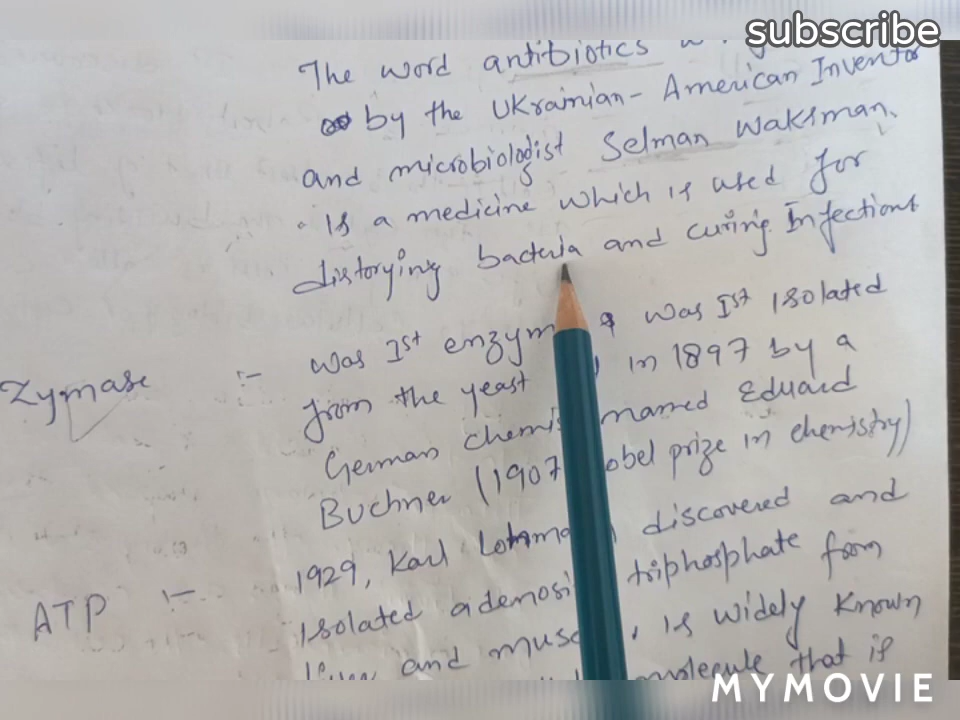 subscribe
The word antibiotics
by the Ukrainian - American Inventor
and microbiologist Selman Waksman.
. Is a medicine which is used for
distorying bacteria and curing Infections
Zymase :- was Ist enzym was Ist isolated
from the yeast in 1897 by a
German chemis named Eduard
Buchner (1907 obel prize in chemistry)
ATP :- 1929, Karl Lohma discovered and
isolated adenosi triphosphate from
and musc , is widely known
molecule that is
MYMOVIE